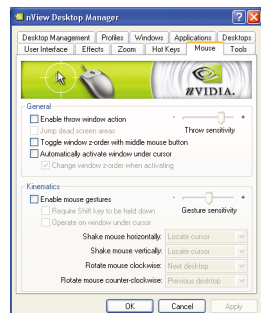 nView Desktop Manager
Desktop Management Profiles Windows Applications Desktops
User Interface Effects Zoom Hot Keys Mouse Tools
NVIDIA.
General
Enable throw window action - +
Jump dead screen areas Throw sensitivity
Toggle window z-order with middle mouse button
Automatically activate window under cursor
Change window z-order when activating
Kinematics
Enable mouse gestures - +
Require Shift key to be held down Gesture sensitivity
Operate on window under cursor
Shake mouse horizontally: Locate cursor
Shake mouse vertically: Locate cursor
Rotate mouse clockwise: Next desktop
Rotate mouse counter-clockwise: Previous desktop
OK Cancel Apply